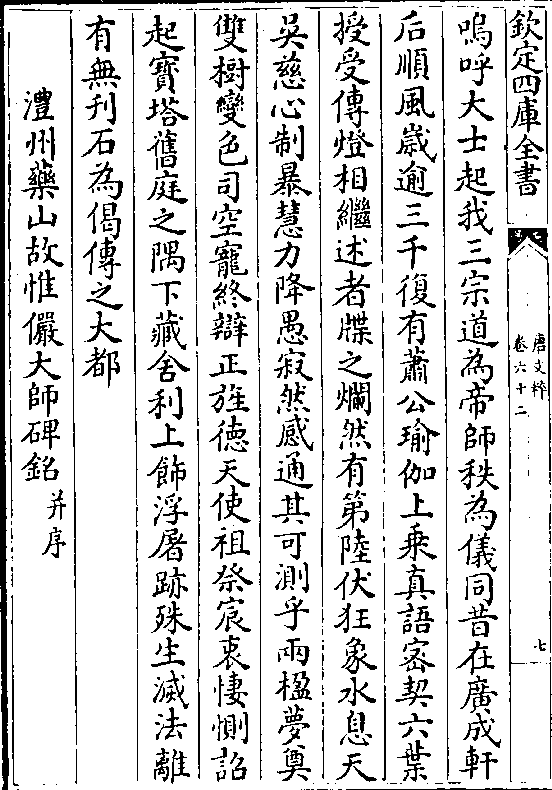 欽定四庫全書
唐文粹
卷六十二
七
嗚呼大士起我三宗道為帝師秩為儀同昔在廣成軒
后順風歲逾三千復有蕭公瑜伽上乘真語密契六葉
授受傳燈相繼述者牒之爛然有第陸伏狂象水息天
吳慈心制暴慧力降愚寂然感通其可測乎兩楹夢奠
雙樹變色司空寵終辯正旌德天使祖祭宸衷悽惻詔
起寶塔舊庭之隅下藏舍利上飾浮屠跡殊生滅法離
有無刊石為偈傳之大都
澧州藥山故惟儼大師碑銘并序